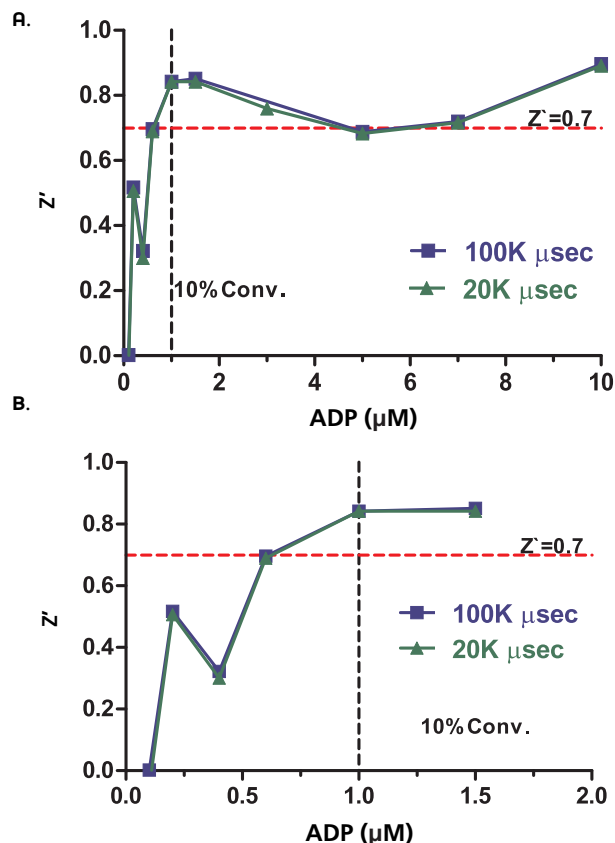 A.
1.0
0.8
Z`=0.7
0.6
Z'
100K μsec
0.4
20K μsec
10% Conv.
0.2
0.0
0 2 4 6 8 10
ADP (μM)
B.
1.0
0.8
Z`=0.7
0.6
Z'
100K μsec
0.4
20K μsec
0.2
10% Conv.
0.0
0.0 0.5 1.0 1.5 2.0
ADP (μM)